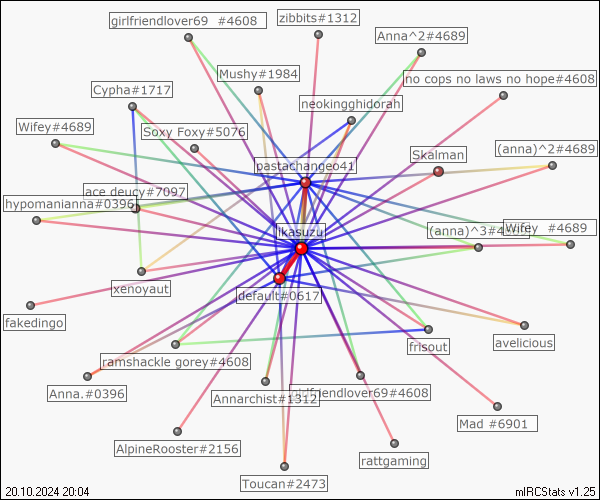 girlfriendlover69 #4608
zibbits#1312
Anna^2#4689
Mushy#1984
no cops no laws no hope#4608
Cypha#1717
neokingghidorah
Wifey#4689
Soxy Foxy#5076
pastachange641
Skalman
(anna)^2#4689
ace deucy#7097
hypomanianna#0396
ikasuzu
(anna)^3#4
Wifey #4689
xenoyaut
default#0617
fakedingo
ramshackle gorey#4608
frisout
avelicious
Anna.#0396
Annarchist#1312
girlfriendlover69#4608
Mad #6901
AlpineRooster#2156
rattgaming
Toucan#2473
20.10.2024 20:04
mIRCStats v1.25